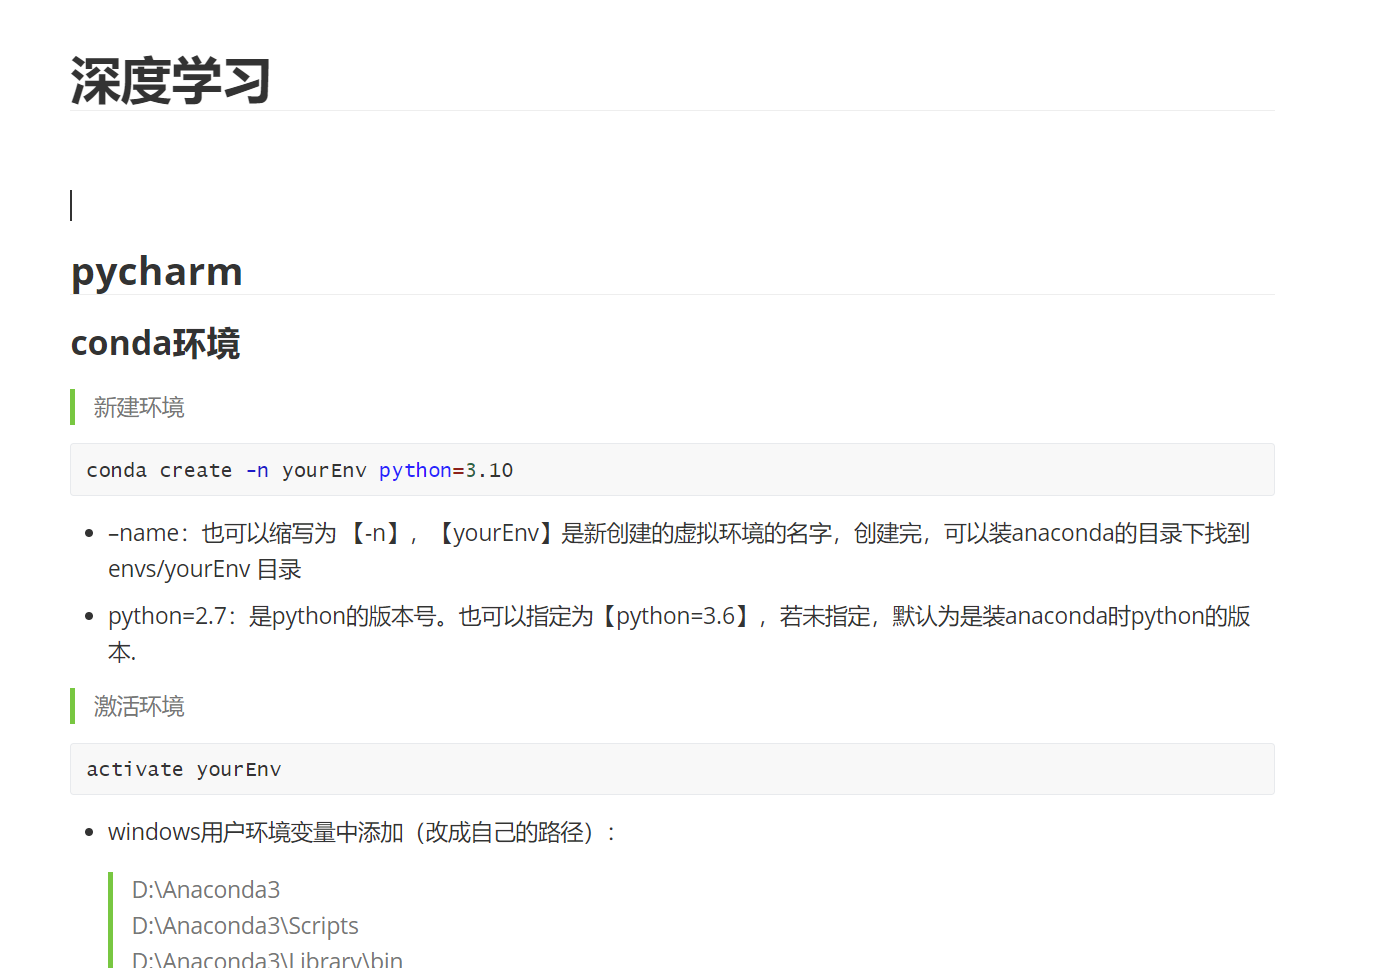 深度学习
pycharm
conda环境
新建环境
conda create -n yourEnv python=3.10
–name：也可以缩写为 【-n】，【yourEnv】是新创建的虚拟环境的名字，创建完，可以装anaconda的目录下找到
envs/yourEnv 目录
python=2.7：是python的版本号。也可以指定为【python=3.6】，若未指定，默认为是装anaconda时python的版
本.
激活环境
activate yourEnv
windows用户环境变量中添加（改成自己的路径）：
D:\Anaconda3
D:\Anaconda3\Scripts
D:\Anaconda3\Library\bin